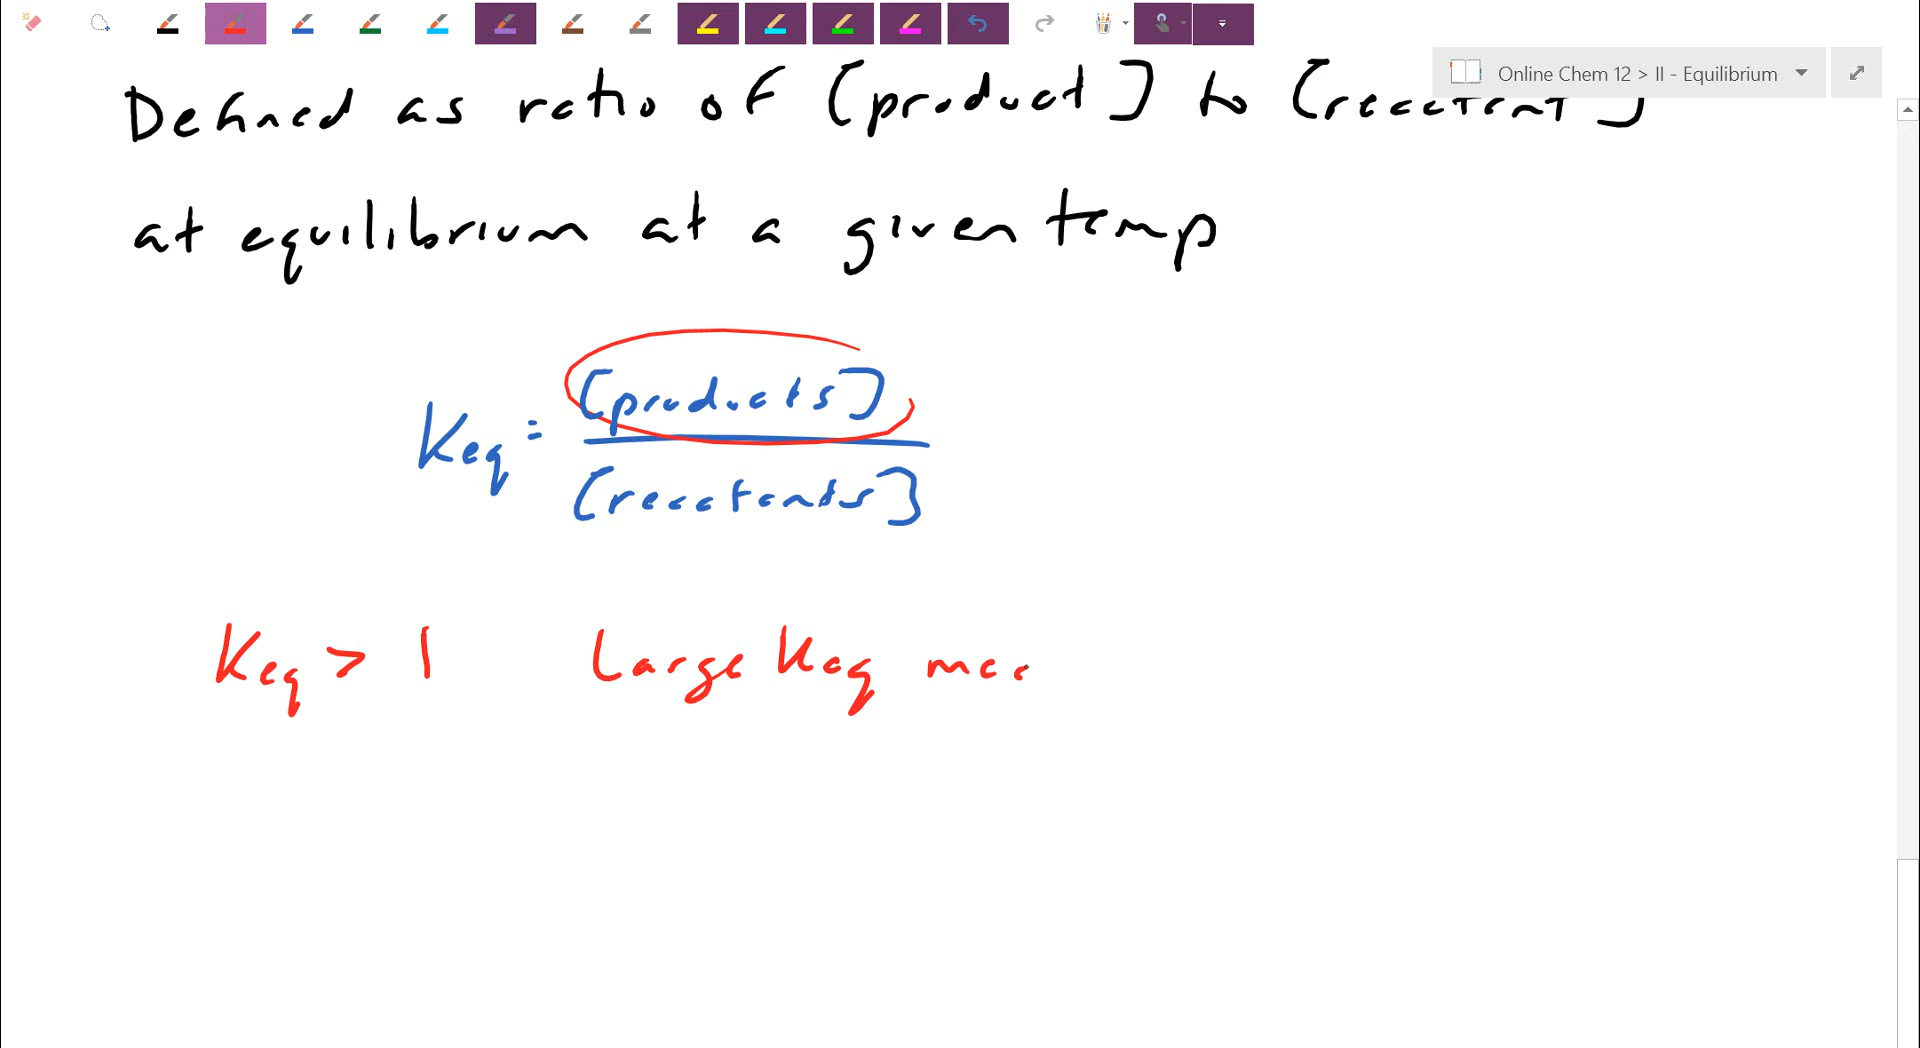 Online Chem 12 > II - Equilibrium
Defined as ratio of [product] to [reactant]
at equilibrium at a given temp
Keq = [products]
[reactants]
Keq > 1 Large Keq mea